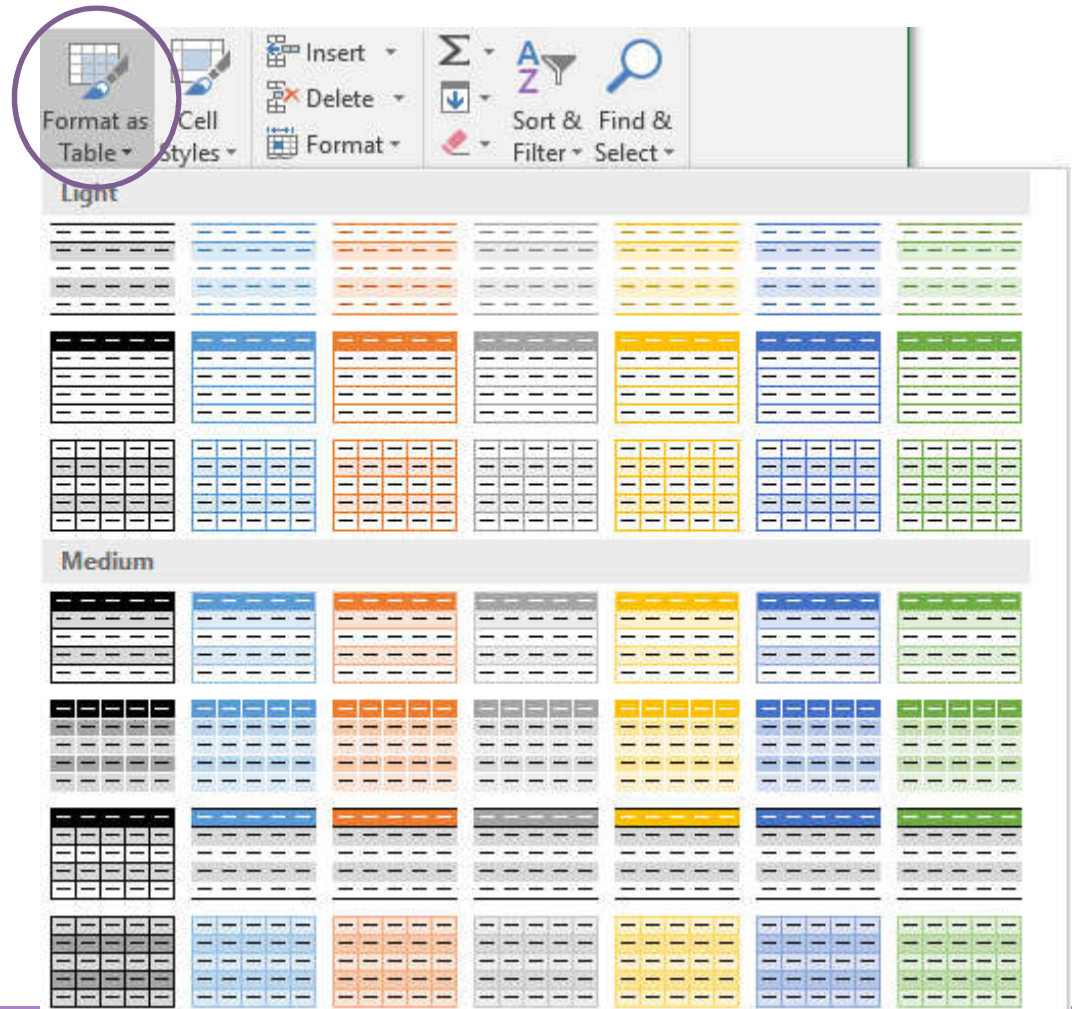 Insert
Delete
Format
Format as
Table
Cell
Styles
Σ
A
Z
Sort &
Filter
Find &
Select
Light
Medium